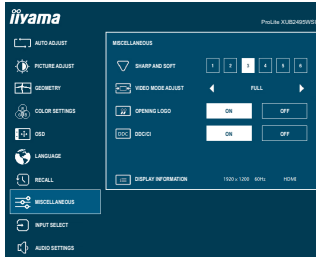 iiyama
ProLite XUB2495WSU
AUTO ADJUST
PICTURE ADJUST
GEOMETRY
COLOR SETTINGS
OSD
LANGUAGE
RECALL
MISCELLANEOUS
INPUT SELECT
AUDIO SETTINGS
MISCELLANEOUS
SHARP AND SOFT 1 2 3 4 5 6
VIDEO MODE ADJUST FULL
OPENING LOGO ON OFF
DDC DDC/CI ON OFF
DISPLAY INFORMATION 1920 x 1200 60Hz HDMI